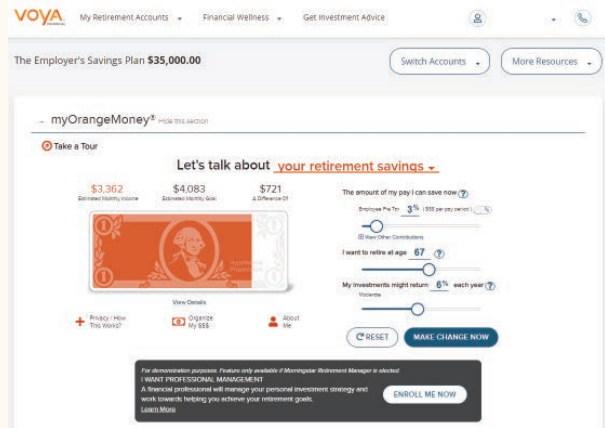 VOYA
FINANCIAL
My Retirement Accounts
Financial Wellness
Get Investment Advice
The Employer's Savings Plan $35,000.00
Switch Accounts
More Resources
myOrangeMoney® Hide this section
Take a Tour
Let's talk about your retirement savings
$3,362
Estimated Monthly Income
$4,083
Estimated Monthly Goal
$721
A Difference Of
View Details
Privacy / How
This Works?
Organize
My $$$
About
Me
The amount of my pay I can save now
Employee Pre Tax 3%
View Other Contributions
I want to retire at age 67
My Investments might return 6% each year
Moderate
RESET
MAKE CHANGE NOW
For demonstration purposes. Feature only available if Morningstar Retirement Manager is elected.
I WANT PROFESSIONAL MANAGEMENT
A financial professional will manage your personal investment strategy and
work towards helping you achieve your retirement goals.
Learn More
ENROLL ME NOW